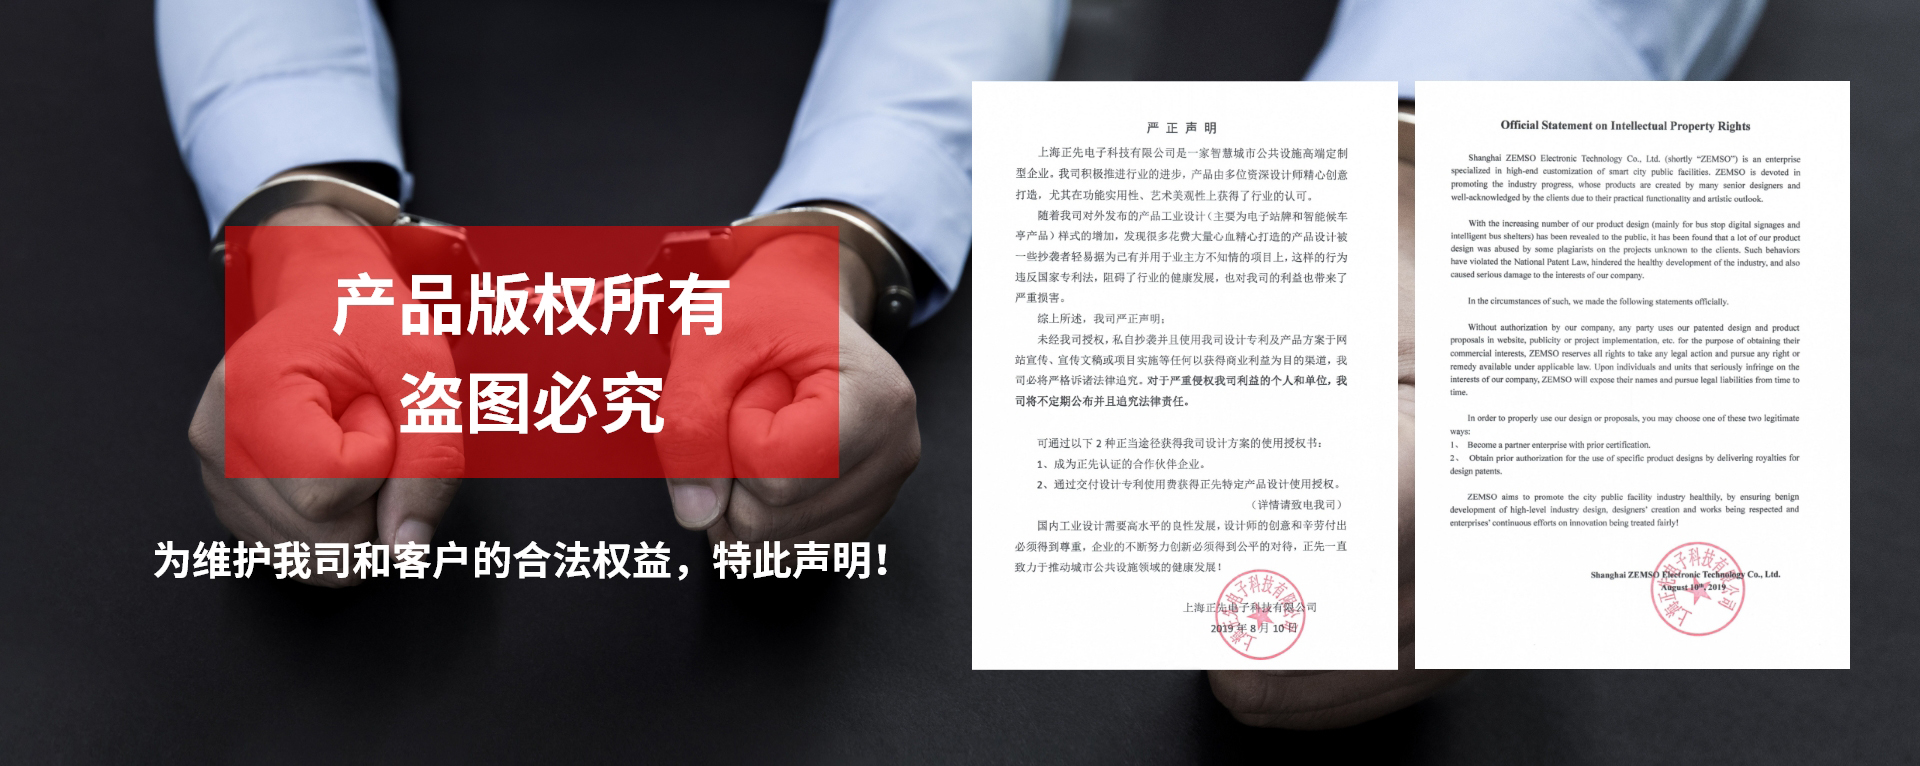 产品版权所有
盗图必究
为维护我司和客户的合法权益，特此声明！
严 正 声 明
上海正先电子科技有限公司是一家智慧城市公共设施高端定制
型企业。我司积极推进行业的进步，产品由多位资深设计师精心创意
打造，尤其在功能实用性、艺术美观性上获得了行业的认可。
随着我司对外发布的产品工业设计（主要为电子站牌和智能候车
亭产品）样式的增加，发现很多花费大量心血精心打造的产品设计被
一些抄袭者轻易据为己有并用于业主方不知情的项目上，这样的行为
违反国家专利法，阻碍了行业的健康发展，也对我司的利益也带来了
严重损害。
综上所述，我司严正声明：
未经我司授权，私自抄袭并且使用我司设计专利及产品方案于网
站宣传、宣传文稿或项目实施等任何以获得商业利益为目的渠道，我
司必将严格诉诸法律追究。对于严重侵权我司利益的个人和单位，我
司将不定期公布并且追究法律责任。
可通过以下 2 种正当途径获得我司设计方案的使用授权书：
1、成为正先认证的合作伙伴企业。
2、通过交付设计专利使用费获得正先特定产品设计使用授权。
（详情请致电我司）
国内工业设计需要高水平的良性发展，设计师的创意和辛劳付出
必须得到尊重，企业的不断努力创新必须得到公平的对待，正先一直
致力于推动城市公共设施领域的健康发展！
上海正先电子科技有限公司
2019 年 8 月 10 日
上海正先电子科技有限公司
Official Statement on Intellectual Property Rights
Shanghai ZEMSO Electronic Technology Co., Ltd. (shortly “ZEMSO”) is an enterprise
specialized in high-end customization of smart city public facilities. ZEMSO is devoted in
promoting the industry progress, whose products are created by many senior designers and
well-acknowledged by the clients due to their practical functionality and artistic outlook.
With the increasing number of our product design (mainly for bus stop digital signages and
intelligent bus shelters) has been revealed to the public, it has been found that a lot of our product
design was abused by some plagiarists on the projects unknown to the clients. Such behaviors
have violated the National Patent Law, hindered the healthy development of the industry, and also
caused serious damage to the interests of our company.
In the circumstances of such, we made the following statements officially.
Without authorization by our company, any party uses our patented design and product
proposals in website, publicity or project implementation, etc. for the purpose of obtaining their
commercial interests, ZEMSO reserves all rights to take any legal action and pursue any right or
remedy available under applicable law. Upon individuals and units that seriously infringe on the
interests of our company, ZEMSO will expose their names and pursue legal liabilities from time to
time.
In order to properly use our design or proposals, you may choose one of these two legitimate
ways:
1、 Become a partner enterprise with prior certification.
2、 Obtain prior authorization for the use of specific product designs by delivering royalties for
design patents.
ZEMSO aims to promote the city public facility industry healthily, by ensuring benign
development of high-level industry design, designers’ creation and works being respected and
enterprises’ continuous efforts on innovation being treated fairly!
Shanghai ZEMSO Electronic Technology Co., Ltd.
August 10th, 2019
上海正先电子科技有限公司